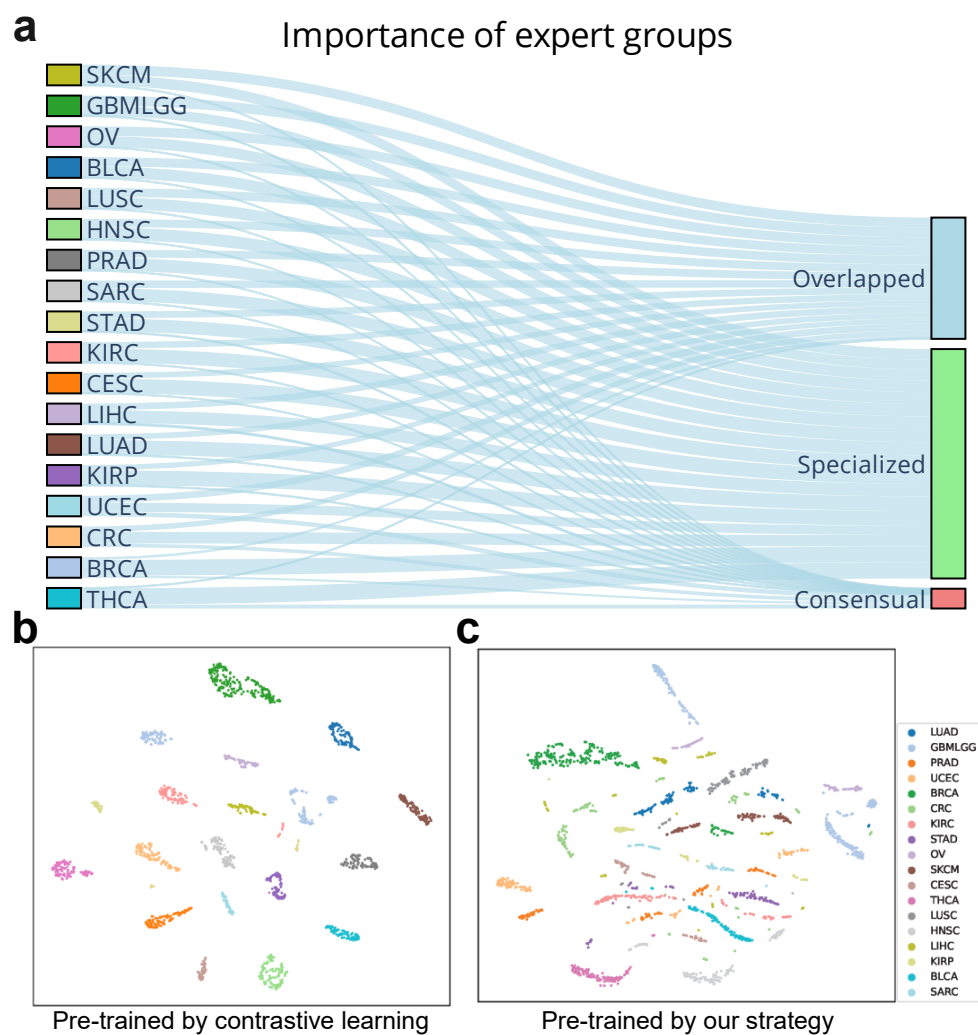 a
Importance of expert groups
SKCM
GBMLGG
OV
BLCA
LUSC
HNSC
PRAD
SARC
STAD
KIRC
CESC
LIHC
LUAD
KIRP
UCEC
CRC
BRCA
THCA
Overlapped
Specialized
Consensual
b
Pre-trained by contrastive learning
c
LUAD
GBMLGG
PRAD
UCEC
BRCA
CRC
KIRC
STAD
OV
SKCM
CESC
THCA
LUSC
HNSC
LIHC
KIRP
BLCA
SARC
Pre-trained by our strategy